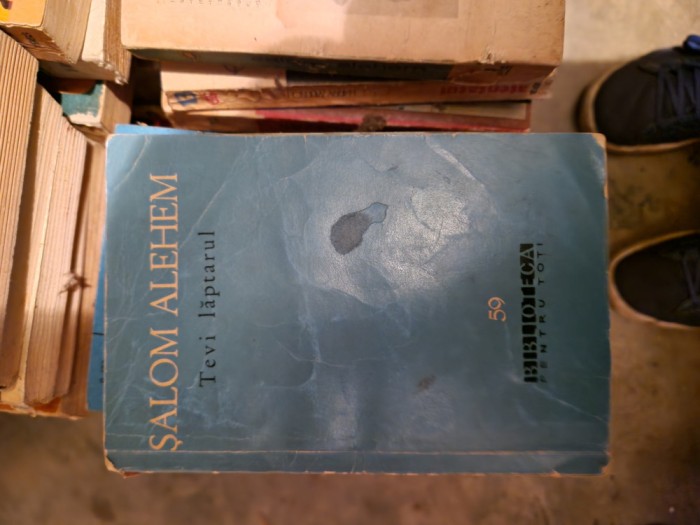 ȘALOM ALEHEM
Tevi lăptarul
59
BIBLIOTECA
PENTRU TOȚI